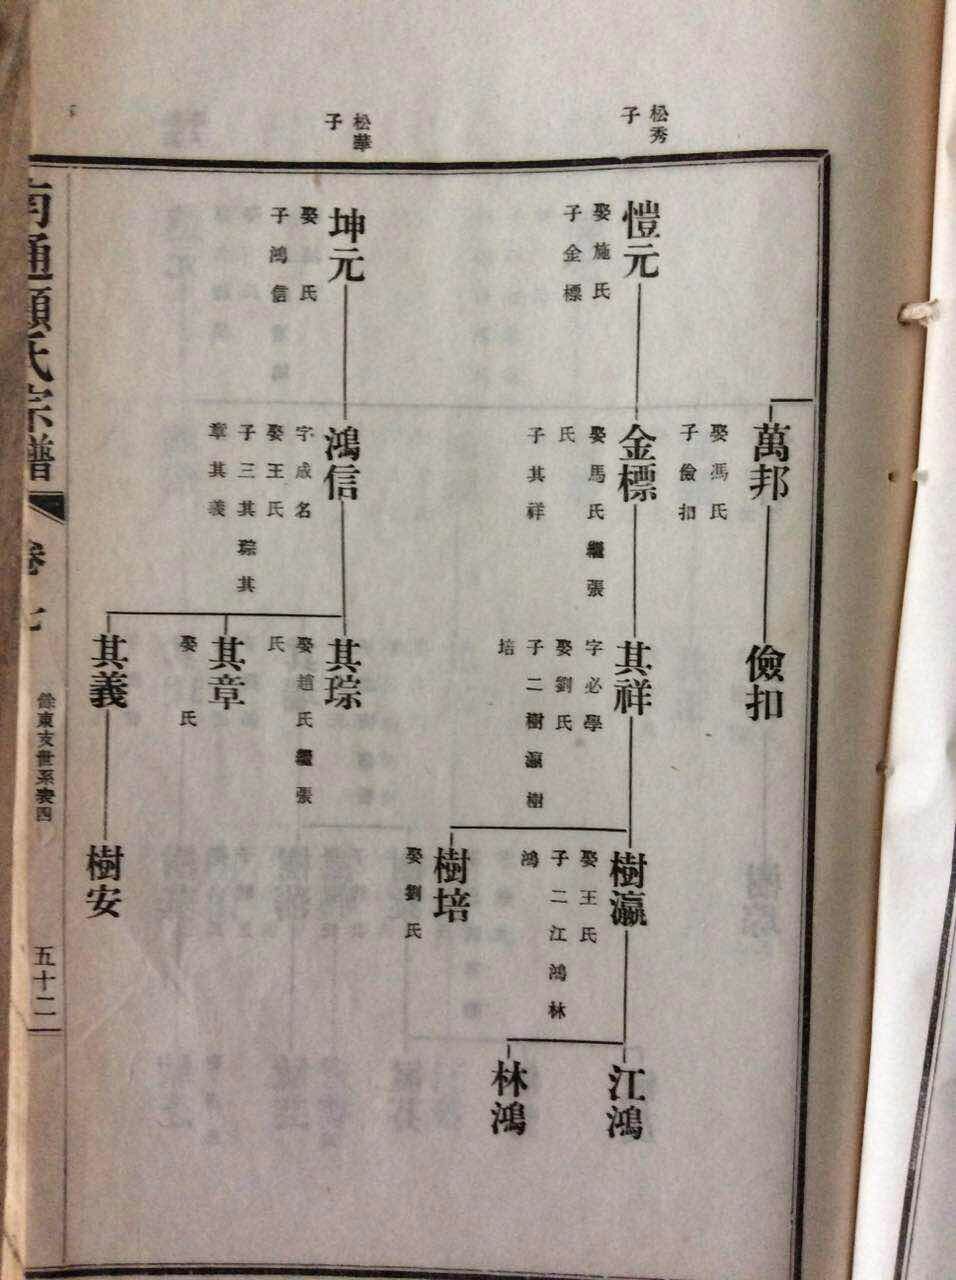 松秀
子
松華
子
萬邦
娶馮氏
子儉扣
儉扣
愷元
娶施氏
子金標
金標
娶馬氏繼張
氏
子其祥
其祥
字必學
娶劉氏
子二樹瀛樹
培
樹瀛
娶王氏
子二江鴻林
鴻
江鴻
林鴻
樹培
娶劉氏
坤元
娶氏
子鴻信
鴻信
字成名
娶王氏
子三其琮其
章其義
其琮
娶趙氏繼張
氏
其章
娶氏
其義
樹安
南通顧氏宗譜
卷七
餘東支世系表四
五十二